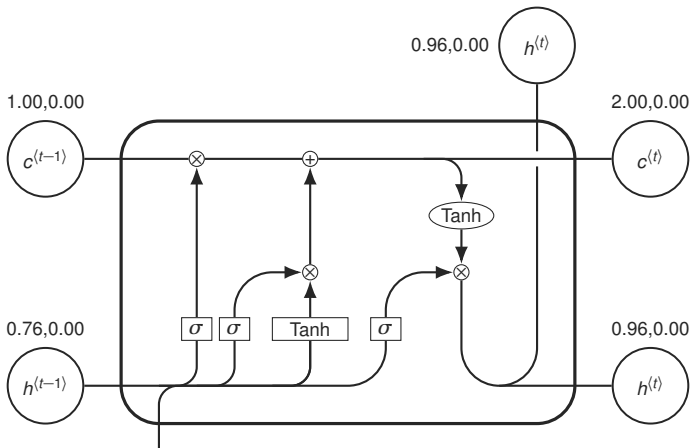 0.96,0.00
h⟨t⟩
1.00,0.00
2.00,0.00
c⟨t−1⟩
×
+
c⟨t⟩
Tanh
×
×
σ
σ
Tanh
σ
0.76,0.00
0.96,0.00
h⟨t−1⟩
h⟨t⟩